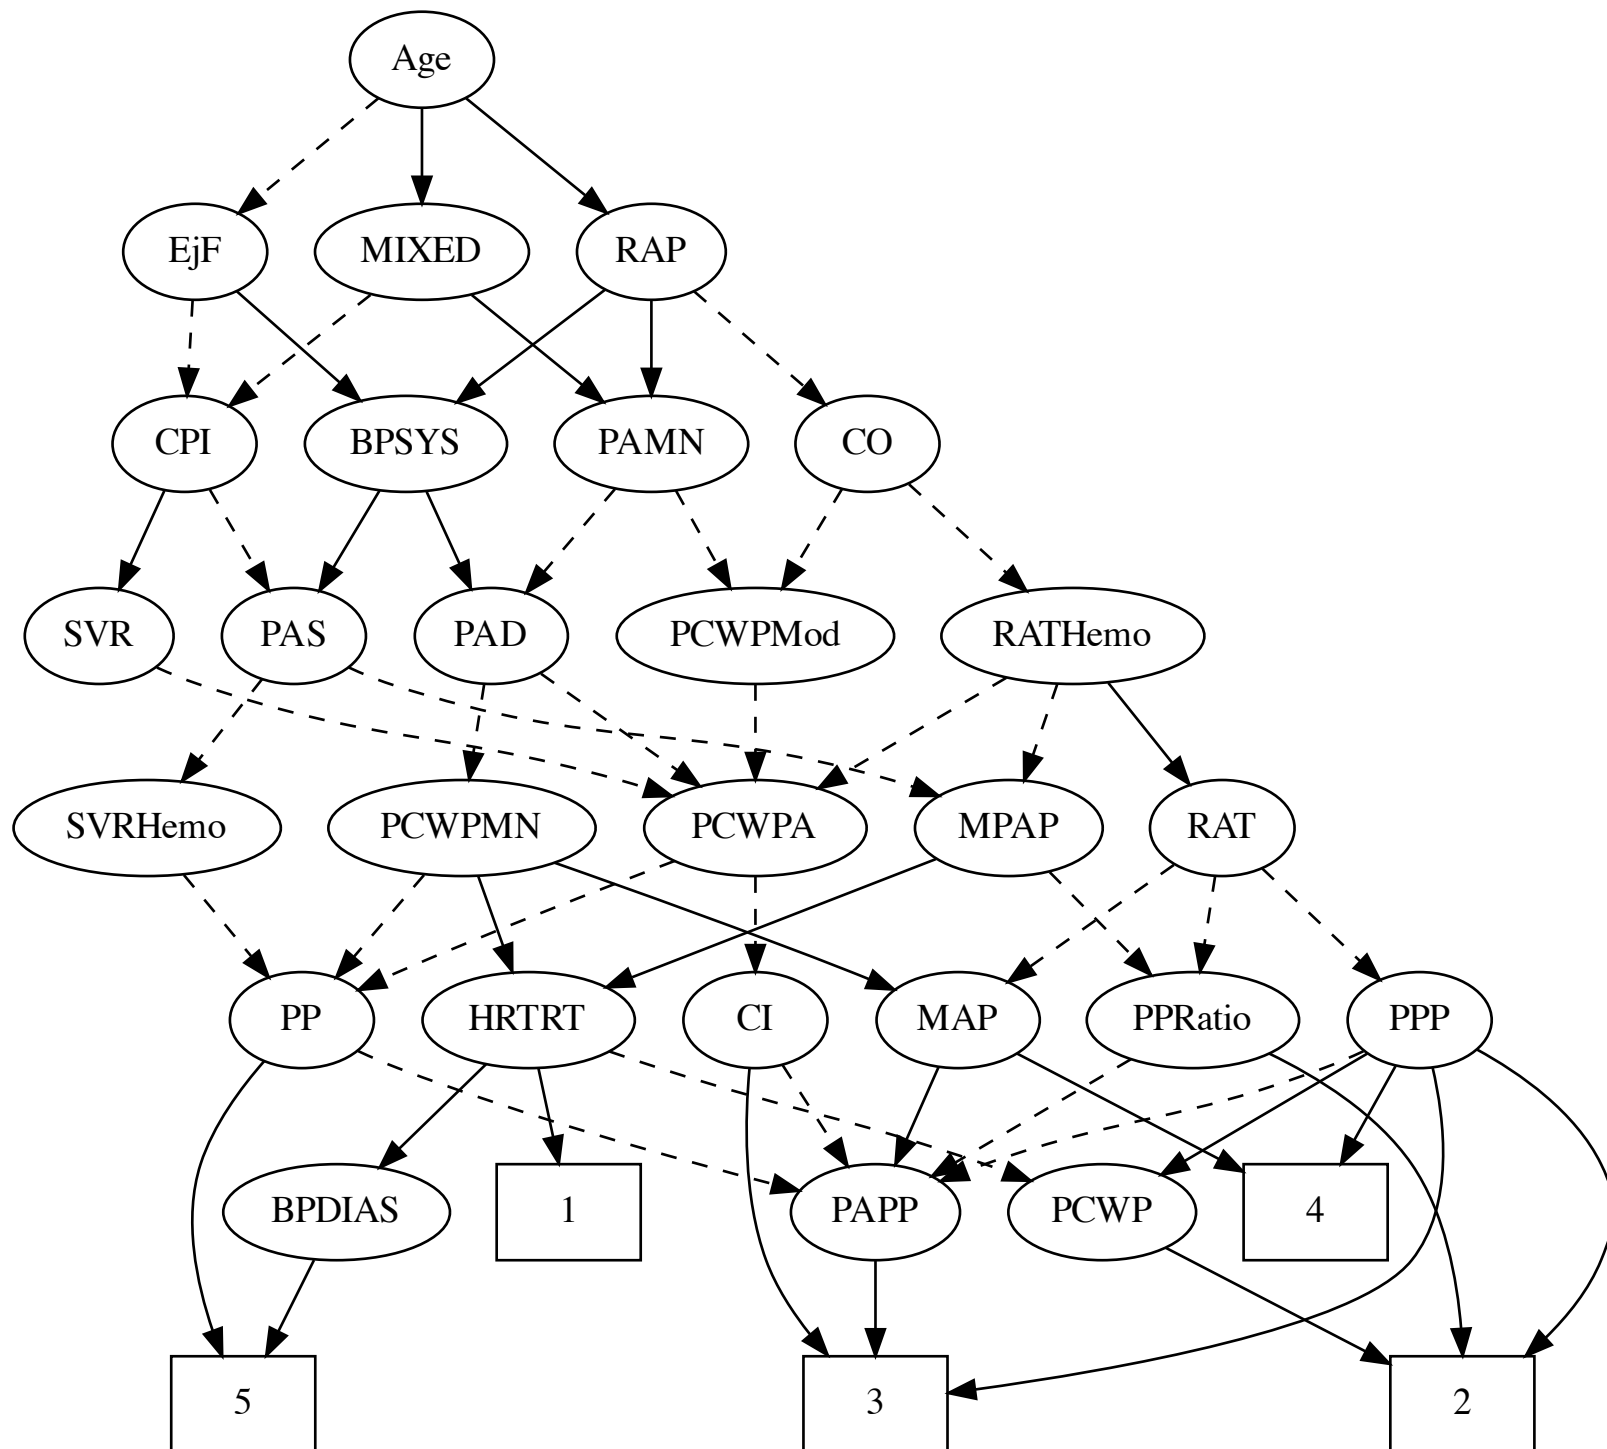 Age
EjF
MIXED
RAP
CPI
BPSYS
PAMN
CO
SVR
PAS
PAD
PCWPMod
RATHemo
SVRHemo
PCWPMN
PCWPA
MPAP
RAT
PP
HRTRT
CI
MAP
PPRatio
PPP
BPDIAS
1
PAPP
PCWP
4
5
3
2